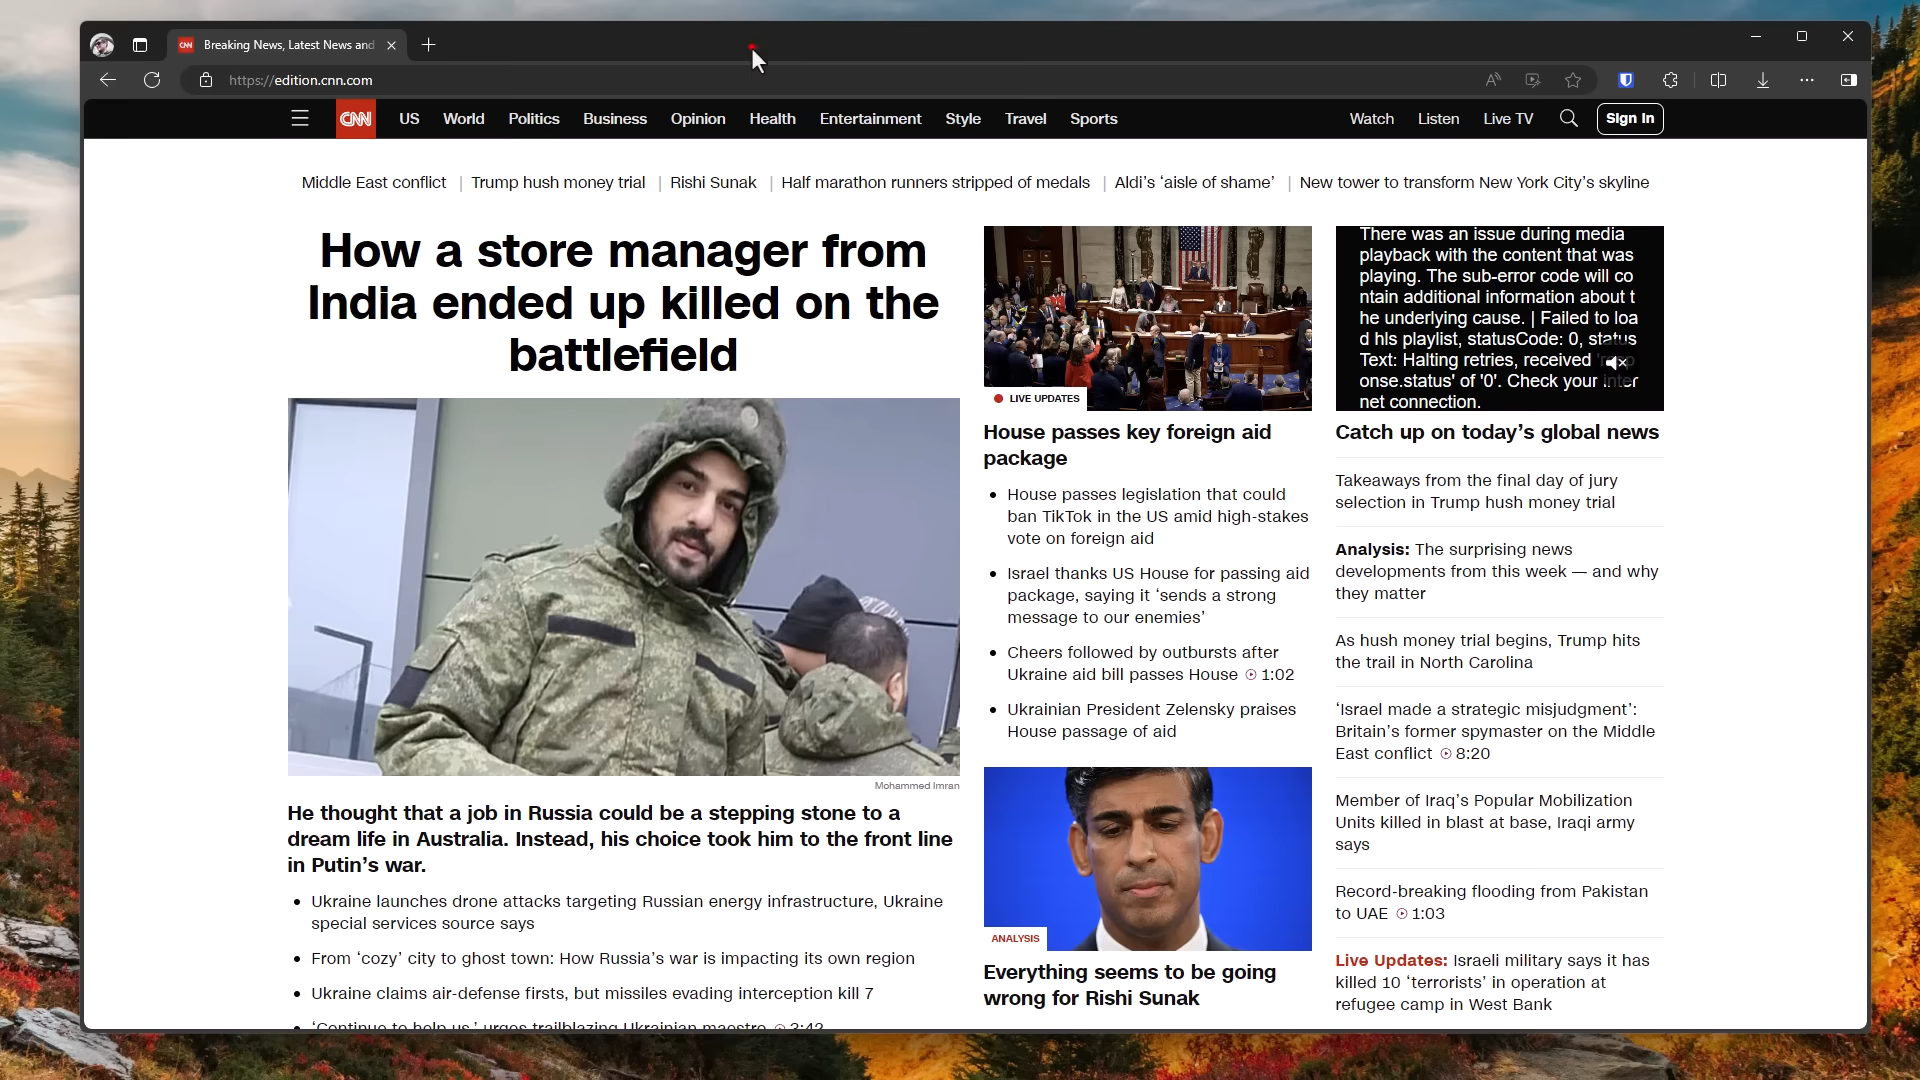 Breaking News, Latest News and
https://edition.cnn.com
CNN US World Politics Business Opinion Health Entertainment Style Travel Sports Watch Listen Live TV Sign in
Middle East conflict | Trump hush money trial | Rishi Sunak | Half marathon runners stripped of medals | Aldi's ‘aisle of shame’ | New tower to transform New York City’s skyline
How a store manager from
India ended up killed on the
battlefield
Mohammed Imran
He thought that a job in Russia could be a stepping stone to a
dream life in Australia. Instead, his choice took him to the front line
in Putin’s war.
• Ukraine launches drone attacks targeting Russian energy infrastructure, Ukraine
special services source says
• From ‘cozy’ city to ghost town: How Russia’s war is impacting its own region
• Ukraine claims air-defense firsts, but missiles evading interception kill 7
• ‘Continue to help us,’ urges trailblazing Ukrainian maestro 3:42
LIVE UPDATES
House passes key foreign aid
package
• House passes legislation that could
ban TikTok in the US amid high-stakes
vote on foreign aid
• Israel thanks US House for passing aid
package, saying it ‘sends a strong
message to our enemies’
• Cheers followed by outbursts after
Ukraine aid bill passes House 1:02
• Ukrainian President Zelensky praises
House passage of aid
ANALYSIS
Everything seems to be going
wrong for Rishi Sunak
There was an issue during media
playback with the content that was
playing. The sub-error code will co
ntain additional information about t
he underlying cause. | Failed to loa
d hls playlist, statusCode: 0, status
Text: Halting retries, received 'resp
onse.status' of '0'. Check your inter
net connection.
Catch up on today’s global news
Takeaways from the final day of jury
selection in Trump hush money trial
Analysis: The surprising news
developments from this week — and why
they matter
As hush money trial begins, Trump hits
the trail in North Carolina
‘Israel made a strategic misjudgment’:
Britain’s former spymaster on the Middle
East conflict 8:20
Member of Iraq’s Popular Mobilization
Units killed in blast at base, Iraqi army
says
Record-breaking flooding from Pakistan
to UAE 1:03
Live Updates: Israeli military says it has
killed 10 ‘terrorists’ in operation at
refugee camp in West Bank